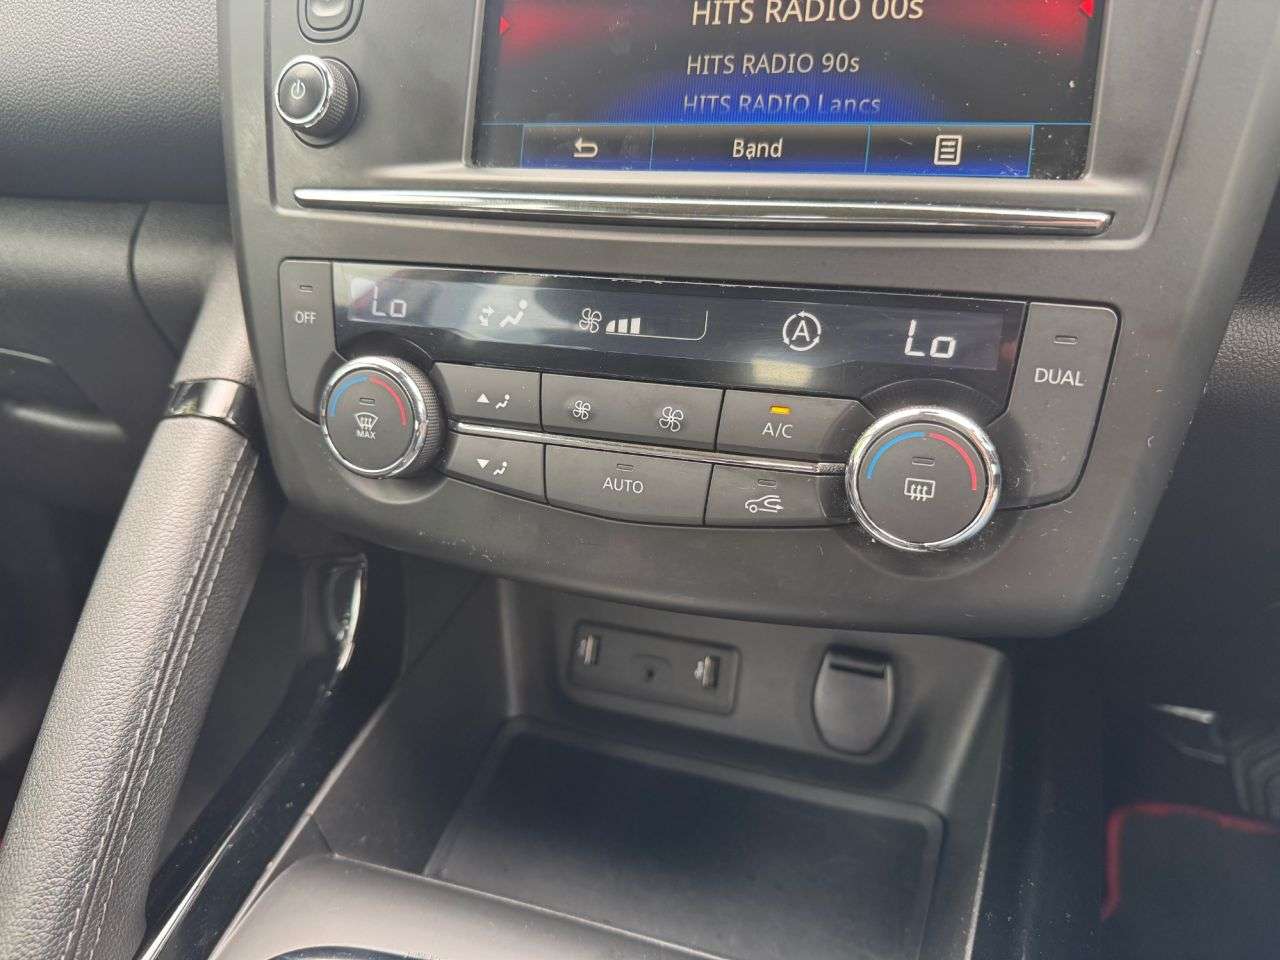 HITS RADIO 00s
HITS RADIO 90s
HITS RADIO Lancs
Band
Lo
A
Lo
OFF
DUAL
MAX
A/C
AUTO